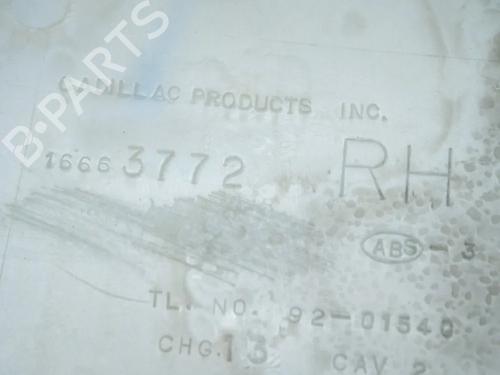 B-PARTS
CADILLAC PRODUCTS INC.
16663772 RH
ABS-3
TL. NO. 92-01540
CHG.13 CAV 2